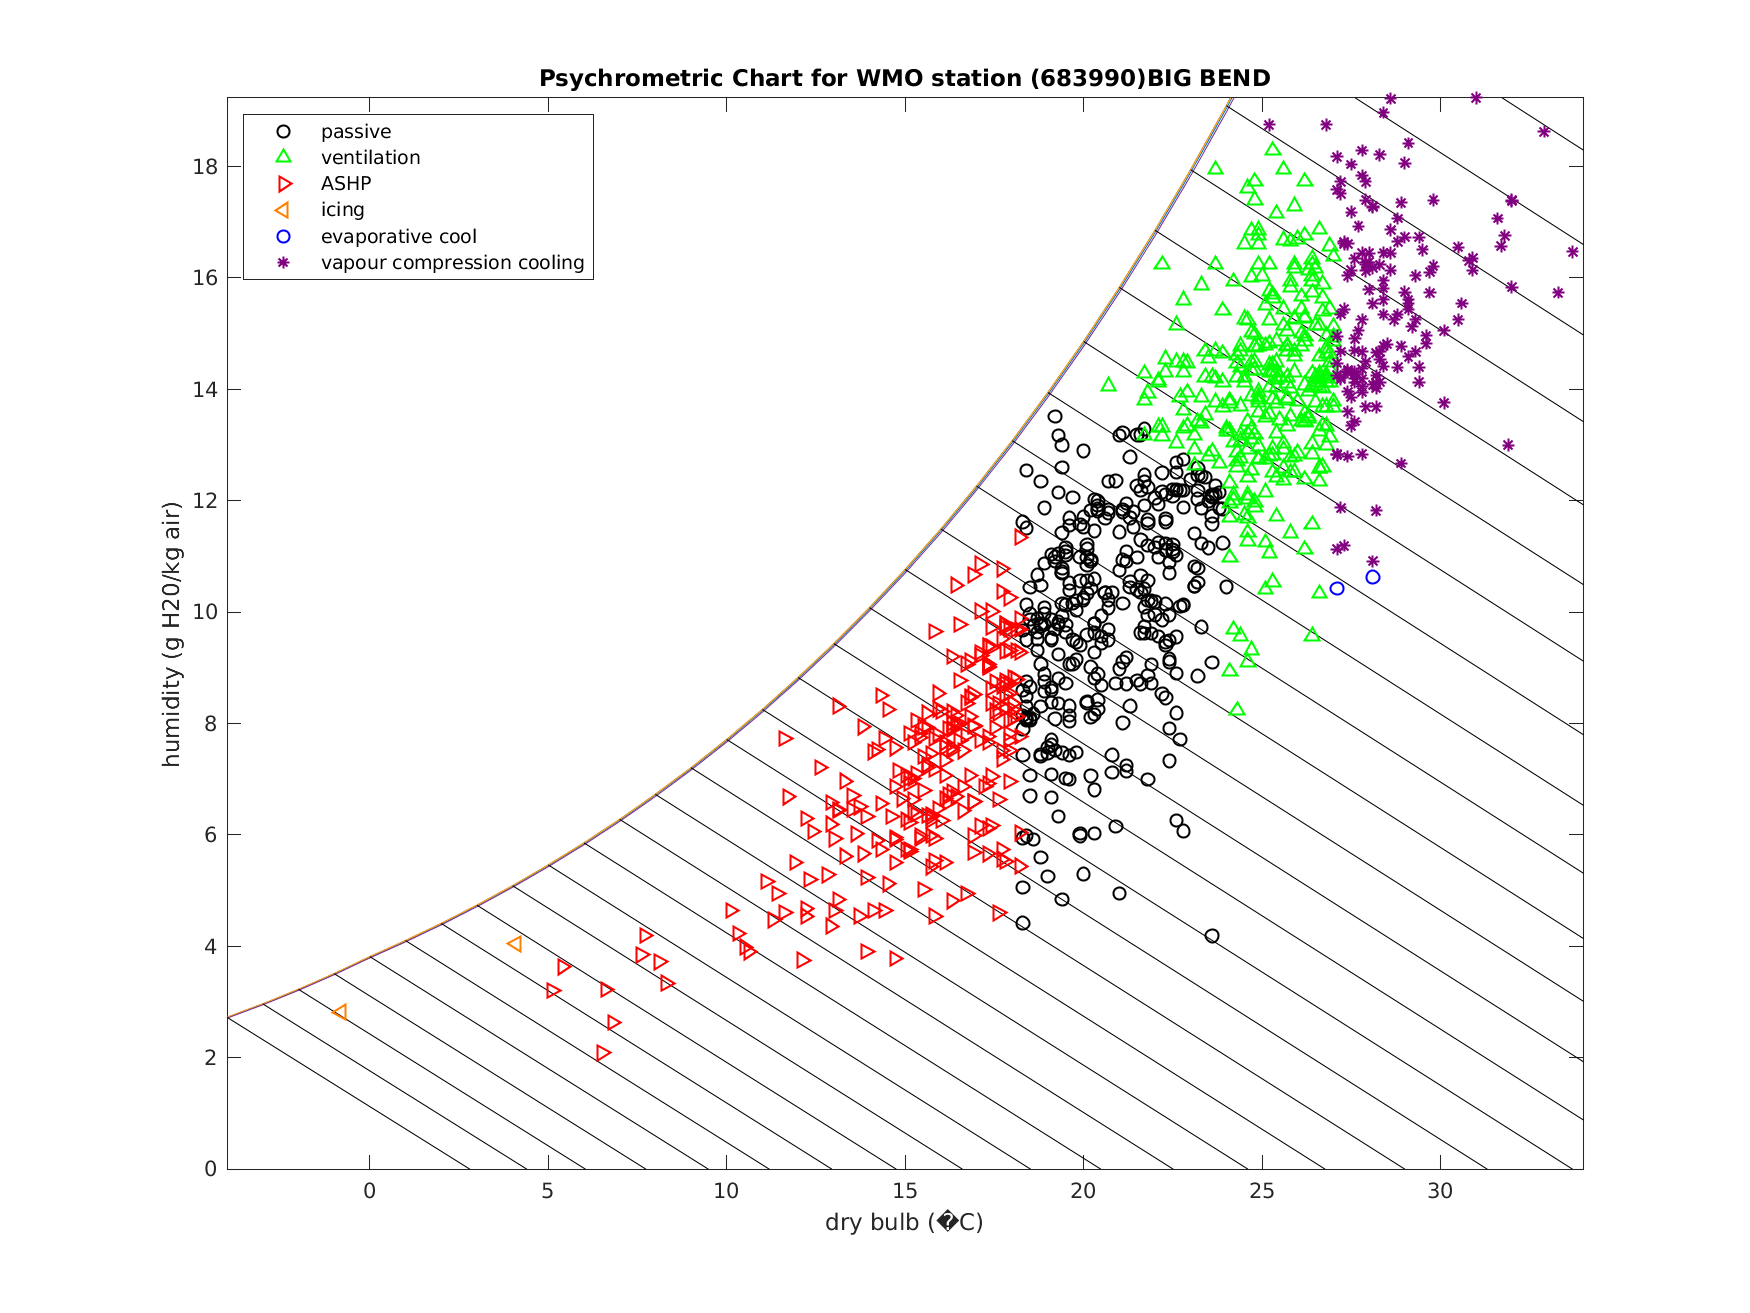 Psychrometric Chart for WMO station (683990)BIG BEND
passive
ventilation
ASHP
icing
evaporative cool
vapour compression cooling
humidity (g H20/kg air)
18
16
14
12
10
8
6
4
2
0
0 5 10 15 20 25 30
dry bulb (�C)